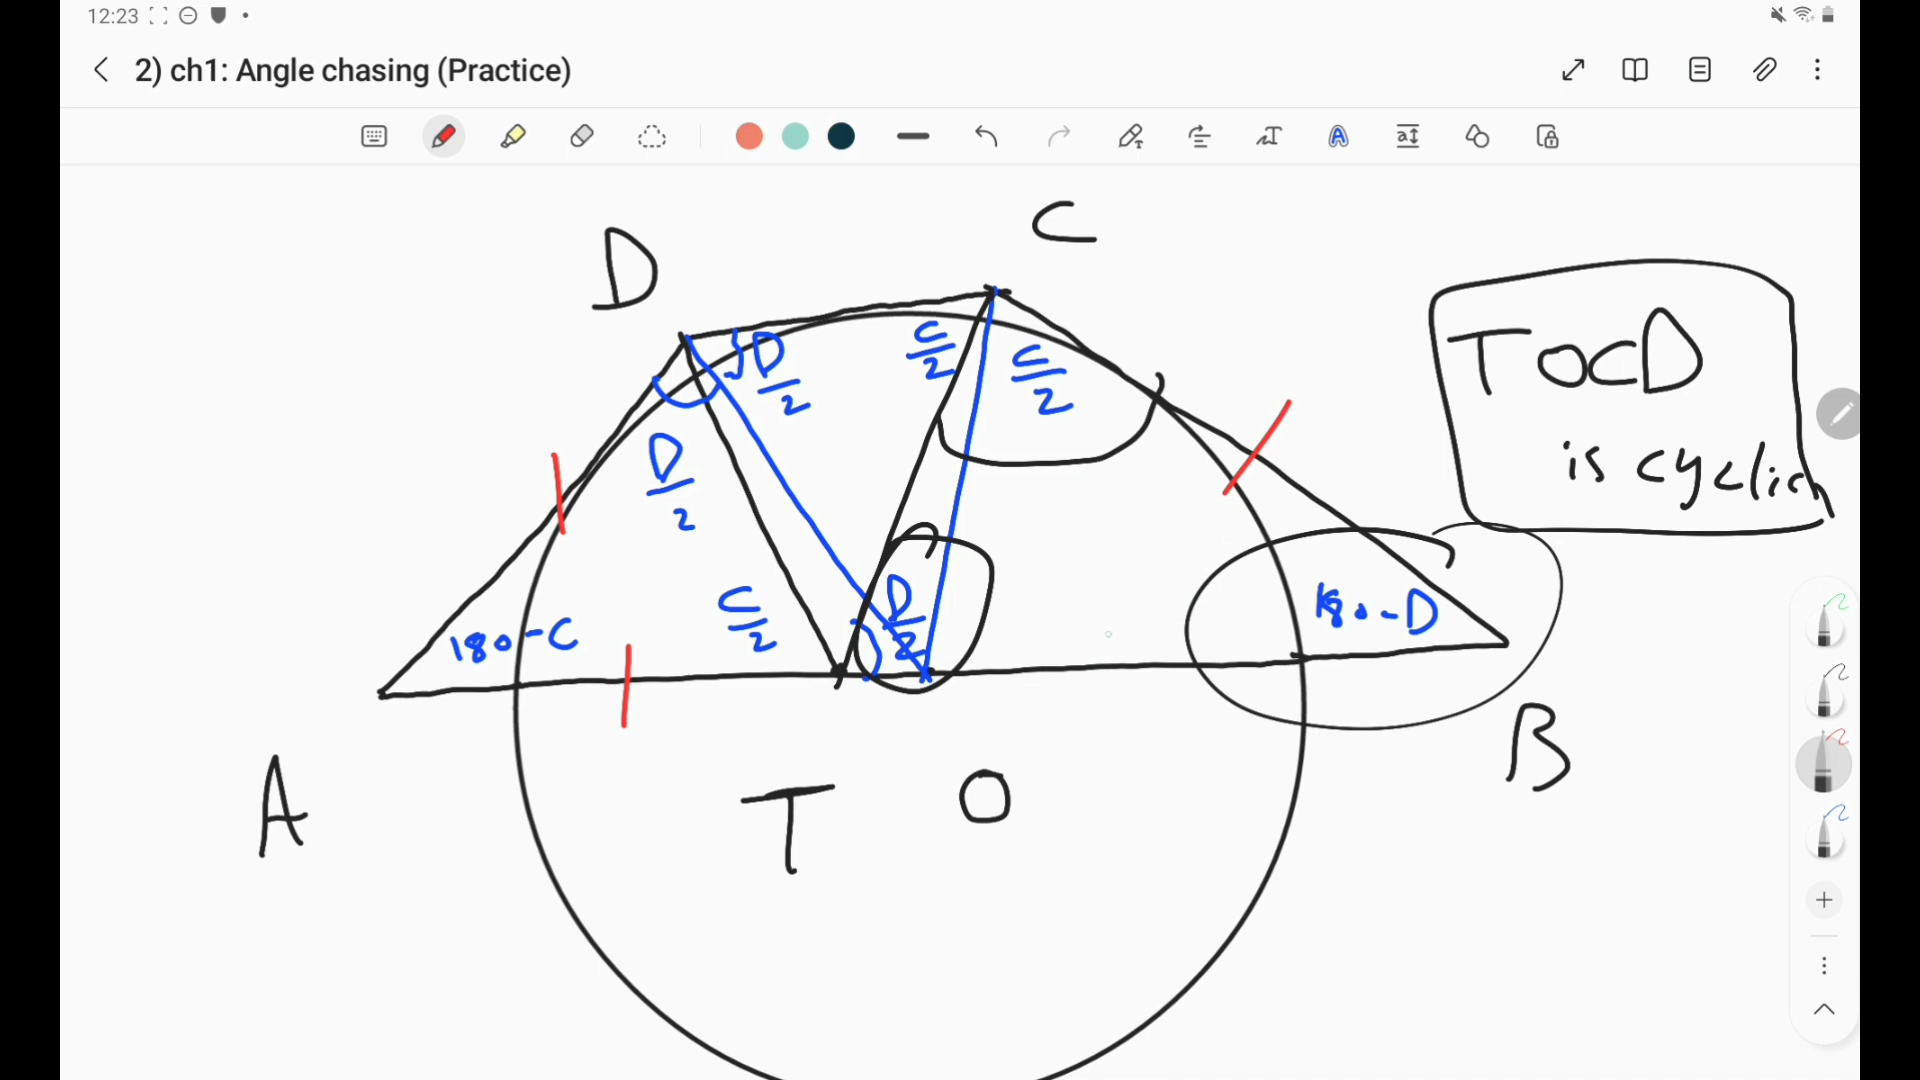 12:23
2) ch1: Angle chasing (Practice)
D
C
D/2
C/2
C/2
D/2
TOCD
is cyclic
C/2
D/2
180-C
180-D
A
T
O
B